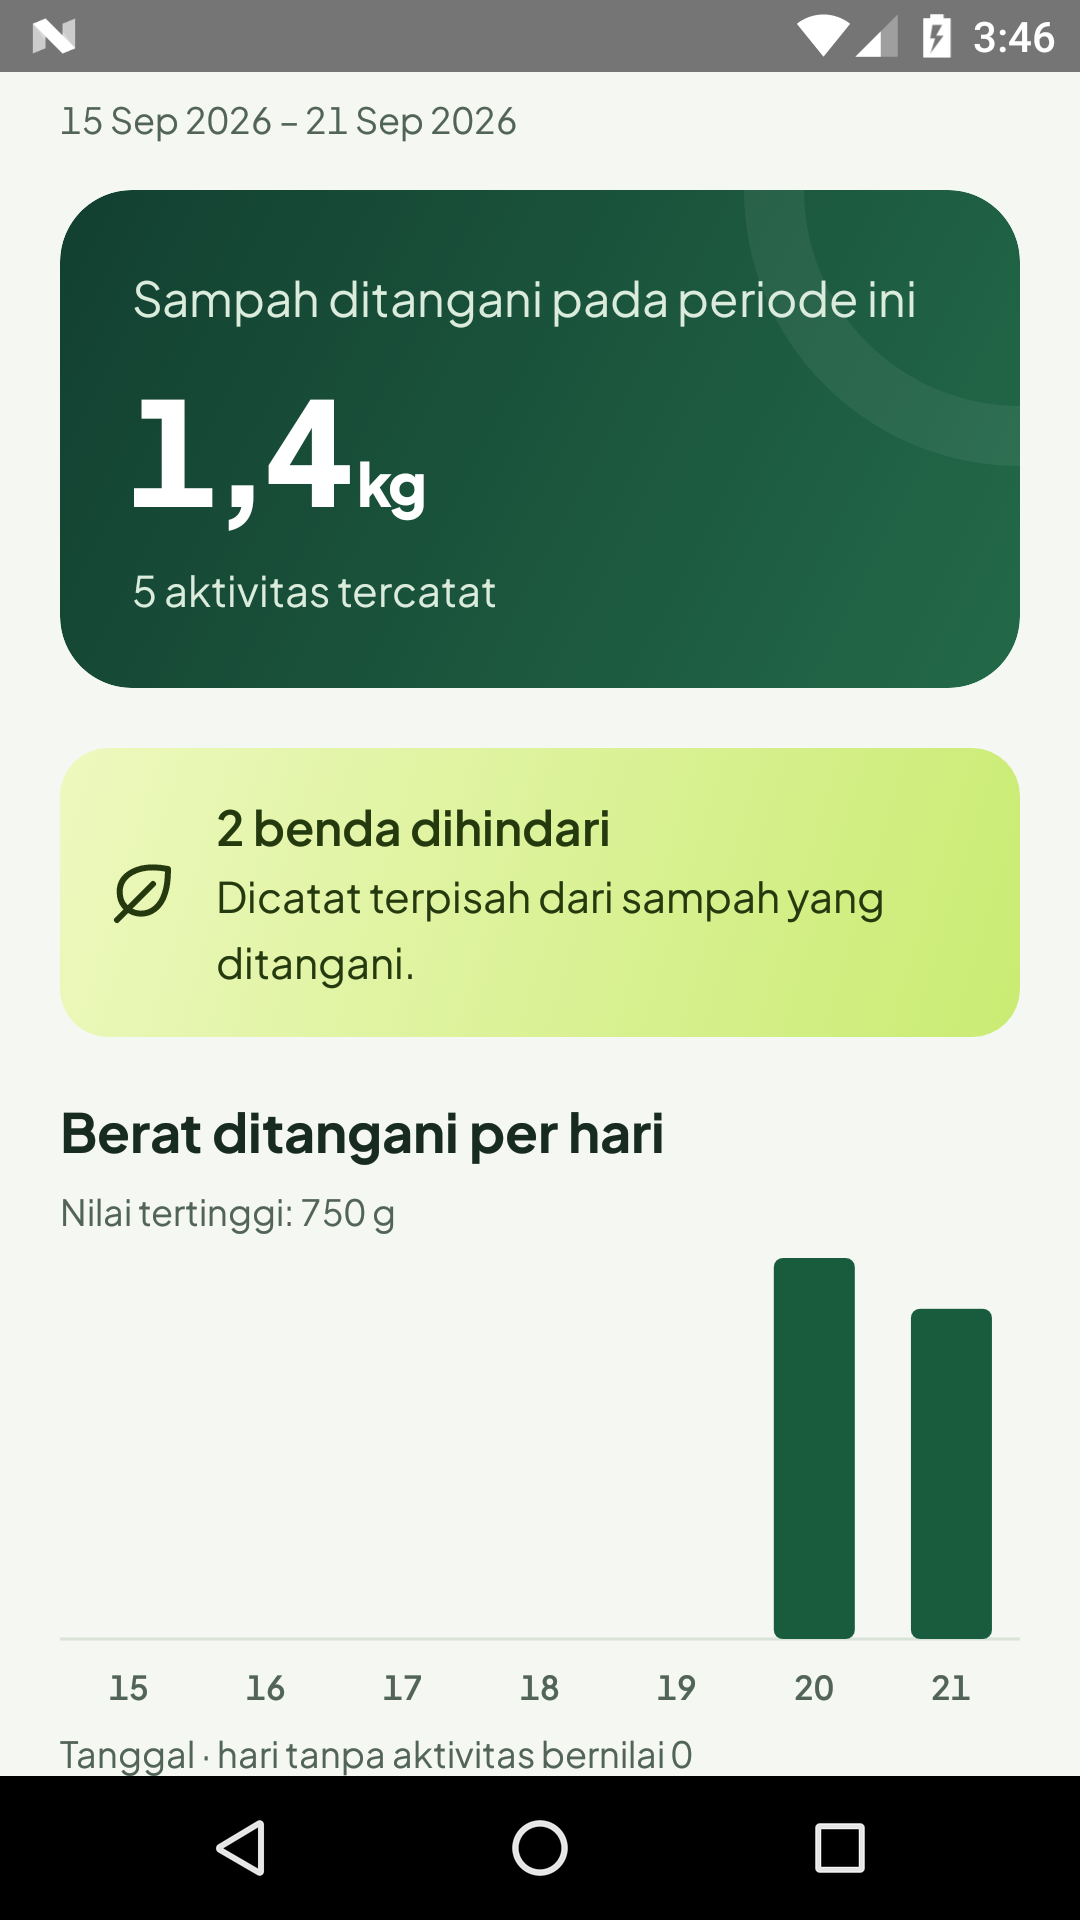 3:46
15 Sep 2026 – 21 Sep 2026
Sampah ditangani pada periode ini
1,4 kg
5 aktivitas tercatat
2 benda dihindari
Dicatat terpisah dari sampah yang
ditangani.
Berat ditangani per hari
Nilai tertinggi: 750 g
15 16 17 18 19 20 21
Tanggal · hari tanpa aktivitas bernilai 0